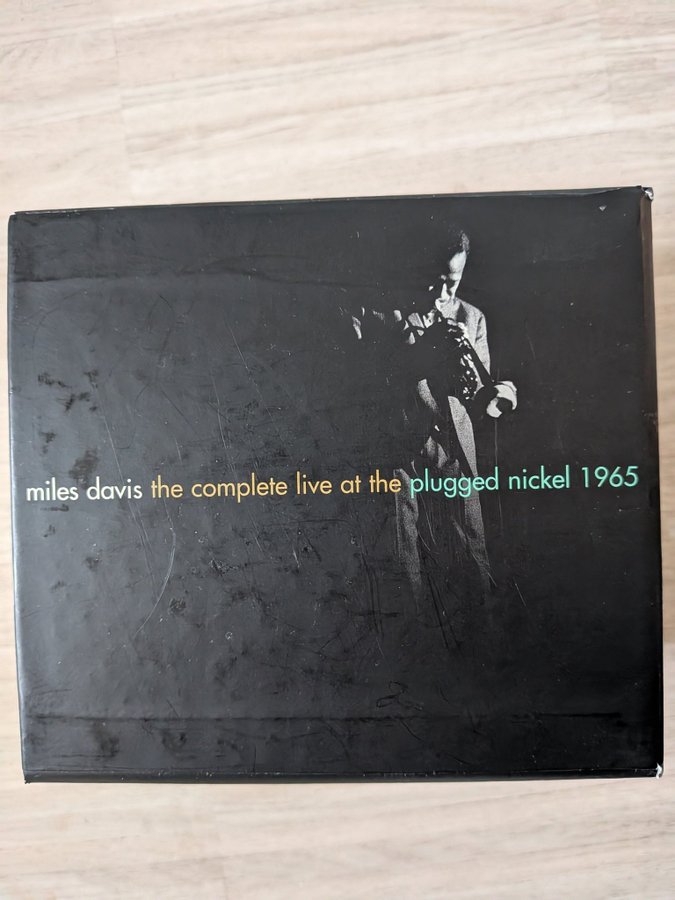 miles davis the complete live at the plugged nickel 1965